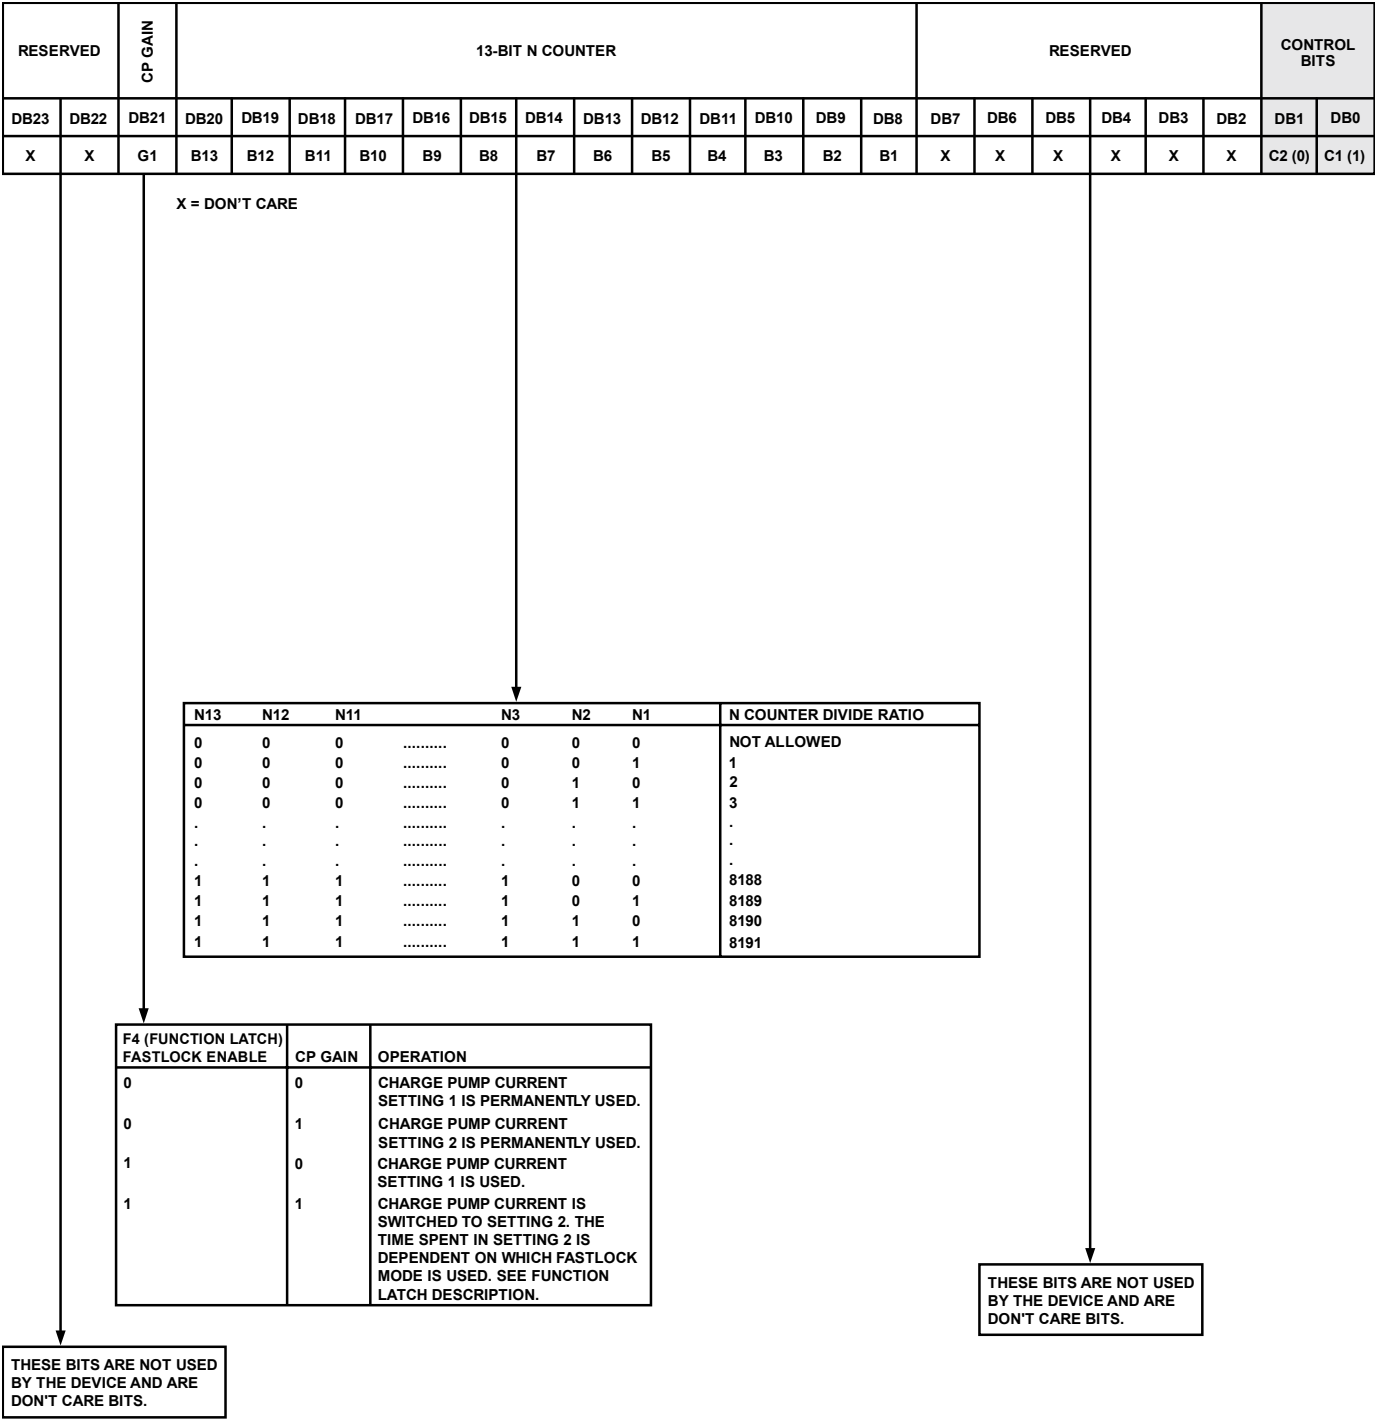 RESERVED CP GAIN 13-BIT N COUNTER RESERVED CONTROL BITS
DB23 DB22 DB21 DB20 DB19 DB18 DB17 DB16 DB15 DB14 DB13 DB12 DB11 DB10 DB9 DB8 DB7 DB6 DB5 DB4 DB3 DB2 DB1 DB0
X X G1 B13 B12 B11 B10 B9 B8 B7 B6 B5 B4 B3 B2 B1 X X X X X X C2 (0) C1 (1)
X = DON'T CARE
N13 N12 N11 N3 N2 N1 N COUNTER DIVIDE RATIO
0 0 0 .......... 0 0 0 NOT ALLOWED
0 0 0 .......... 0 0 1 1
0 0 0 .......... 0 1 0 2
0 0 0 .......... 0 1 1 3
. . . .......... . . . .
. . . .......... . . . .
. . . .......... . . . .
1 1 1 .......... 1 0 0 8188
1 1 1 .......... 1 0 1 8189
1 1 1 .......... 1 1 0 8190
1 1 1 .......... 1 1 1 8191
F4 (FUNCTION LATCH)
FASTLOCK ENABLE CP GAIN OPERATION
0 0 CHARGE PUMP CURRENT
SETTING 1 IS PERMANENTLY USED.
0 1 CHARGE PUMP CURRENT
SETTING 2 IS PERMANENTLY USED.
1 0 CHARGE PUMP CURRENT
SETTING 1 IS USED.
1 1 CHARGE PUMP CURRENT IS
SWITCHED TO SETTING 2. THE
TIME SPENT IN SETTING 2 IS
DEPENDENT ON WHICH FASTLOCK
MODE IS USED. SEE FUNCTION
LATCH DESCRIPTION.
THESE BITS ARE NOT USED
BY THE DEVICE AND ARE
DON'T CARE BITS.
THESE BITS ARE NOT USED
BY THE DEVICE AND ARE
DON'T CARE BITS.